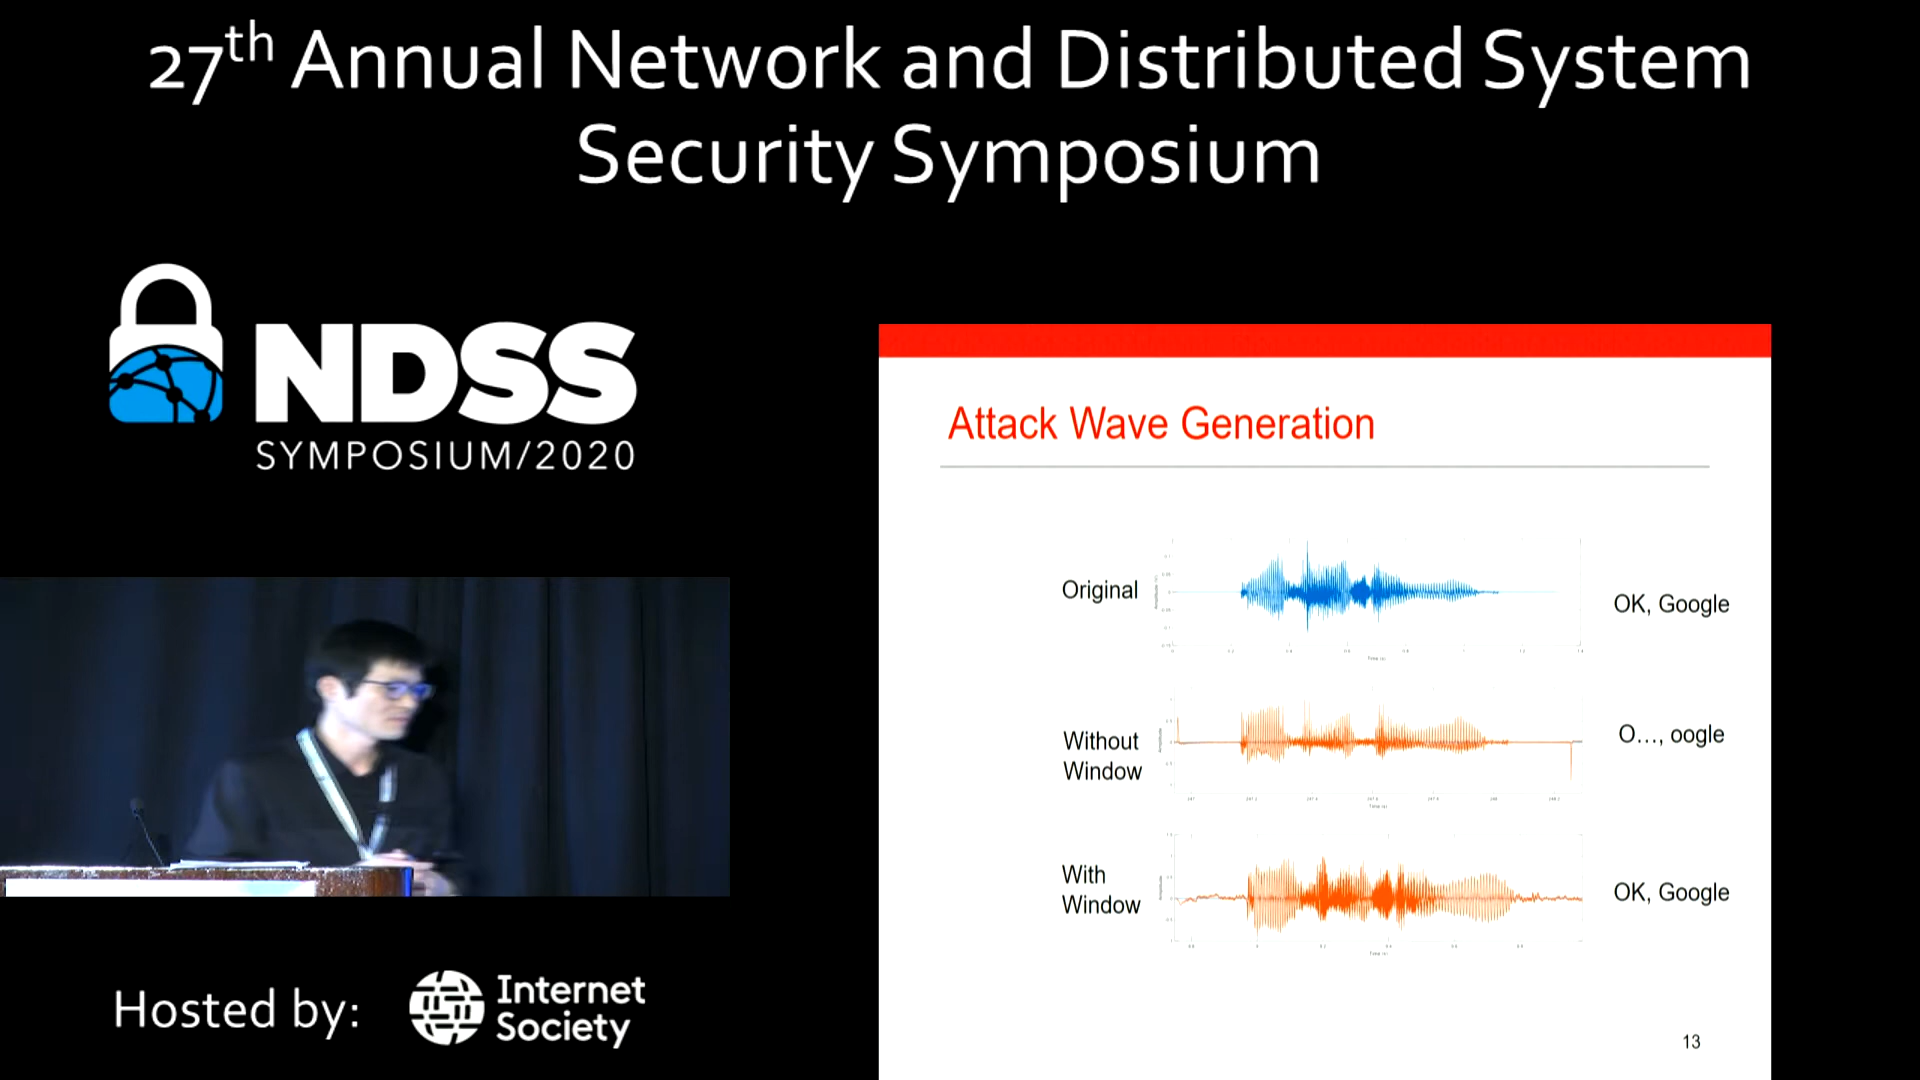 27th Annual Network and Distributed System
Security Symposium
NDSS
SYMPOSIUM/2020
Attack Wave Generation
Original
OK, Google
Without
Window
O..., oogle
With
Window
OK, Google
13
Hosted by:
Internet
Society